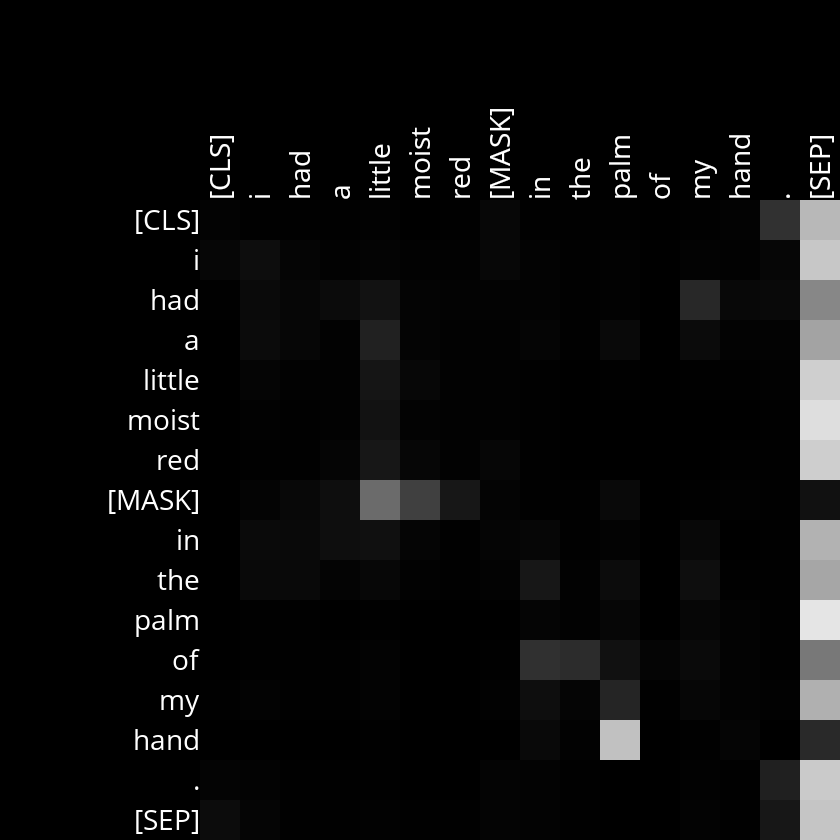 [CLS] i had a little moist red [MASK] in the palm of my hand . [SEP]
[CLS]
i
had
a
little
moist
red
[MASK]
in
the
palm
of
my
hand
.
[SEP]